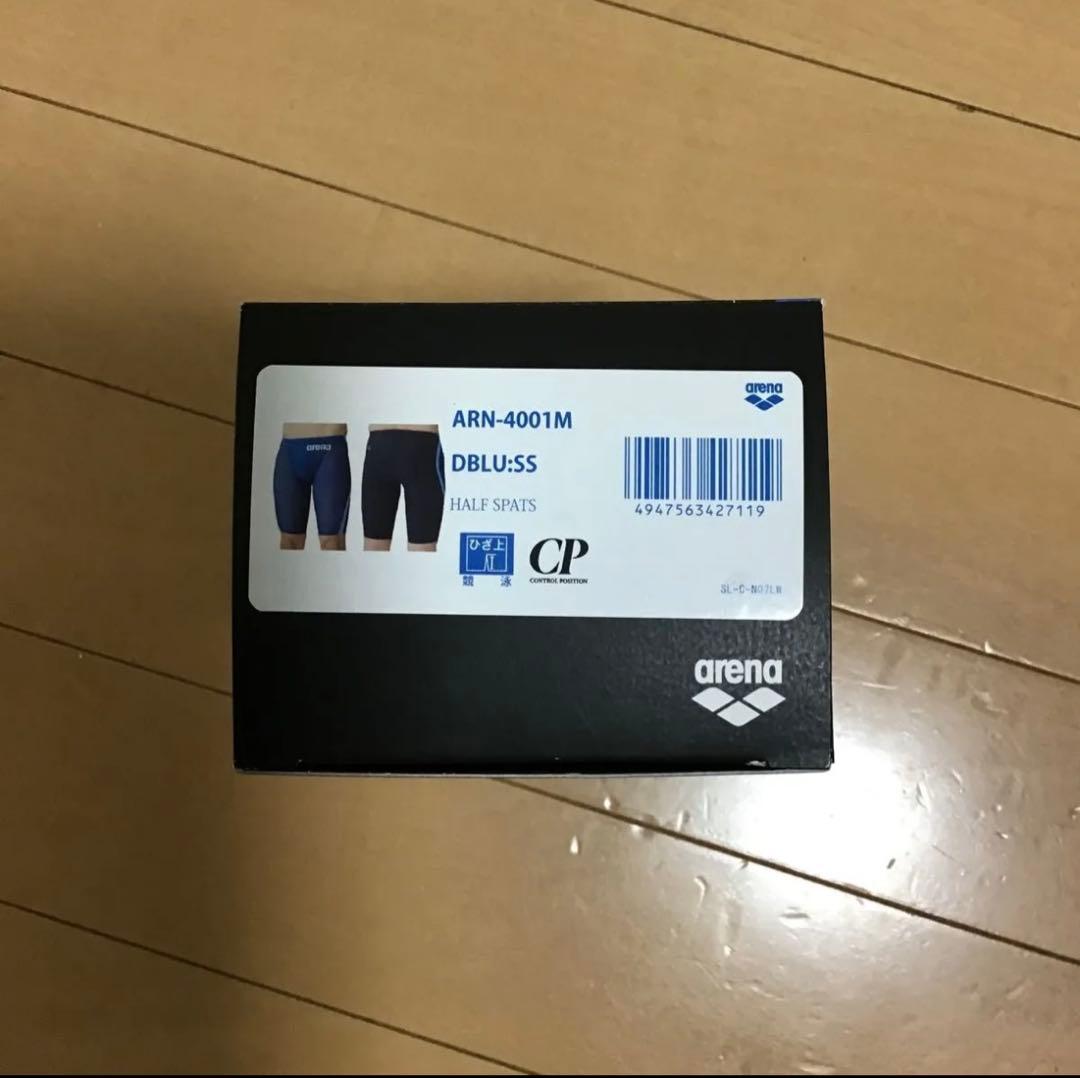 arena
ARN-4001M
DBLU:SS
HALF SPATS
arena
4947563427119
ひざ上
競 泳
CP
CONTROL POSITION
SL-C-N07LW
arena